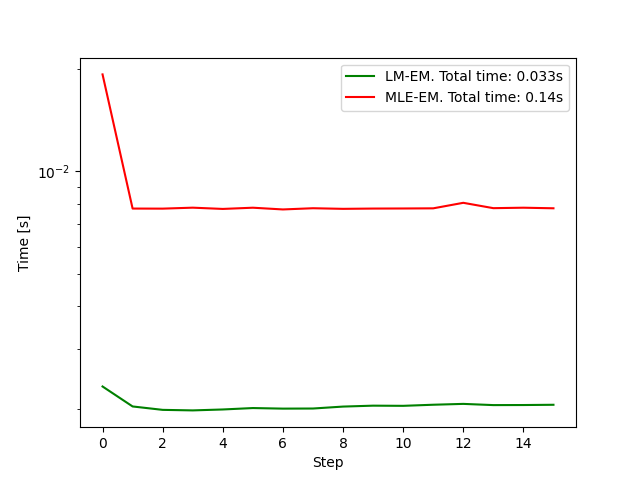 LM-EM. Total time: 0.033s
MLE-EM. Total time: 0.14s
10⁻²
Time [s]
0 2 4 6 8 10 12 14
Step